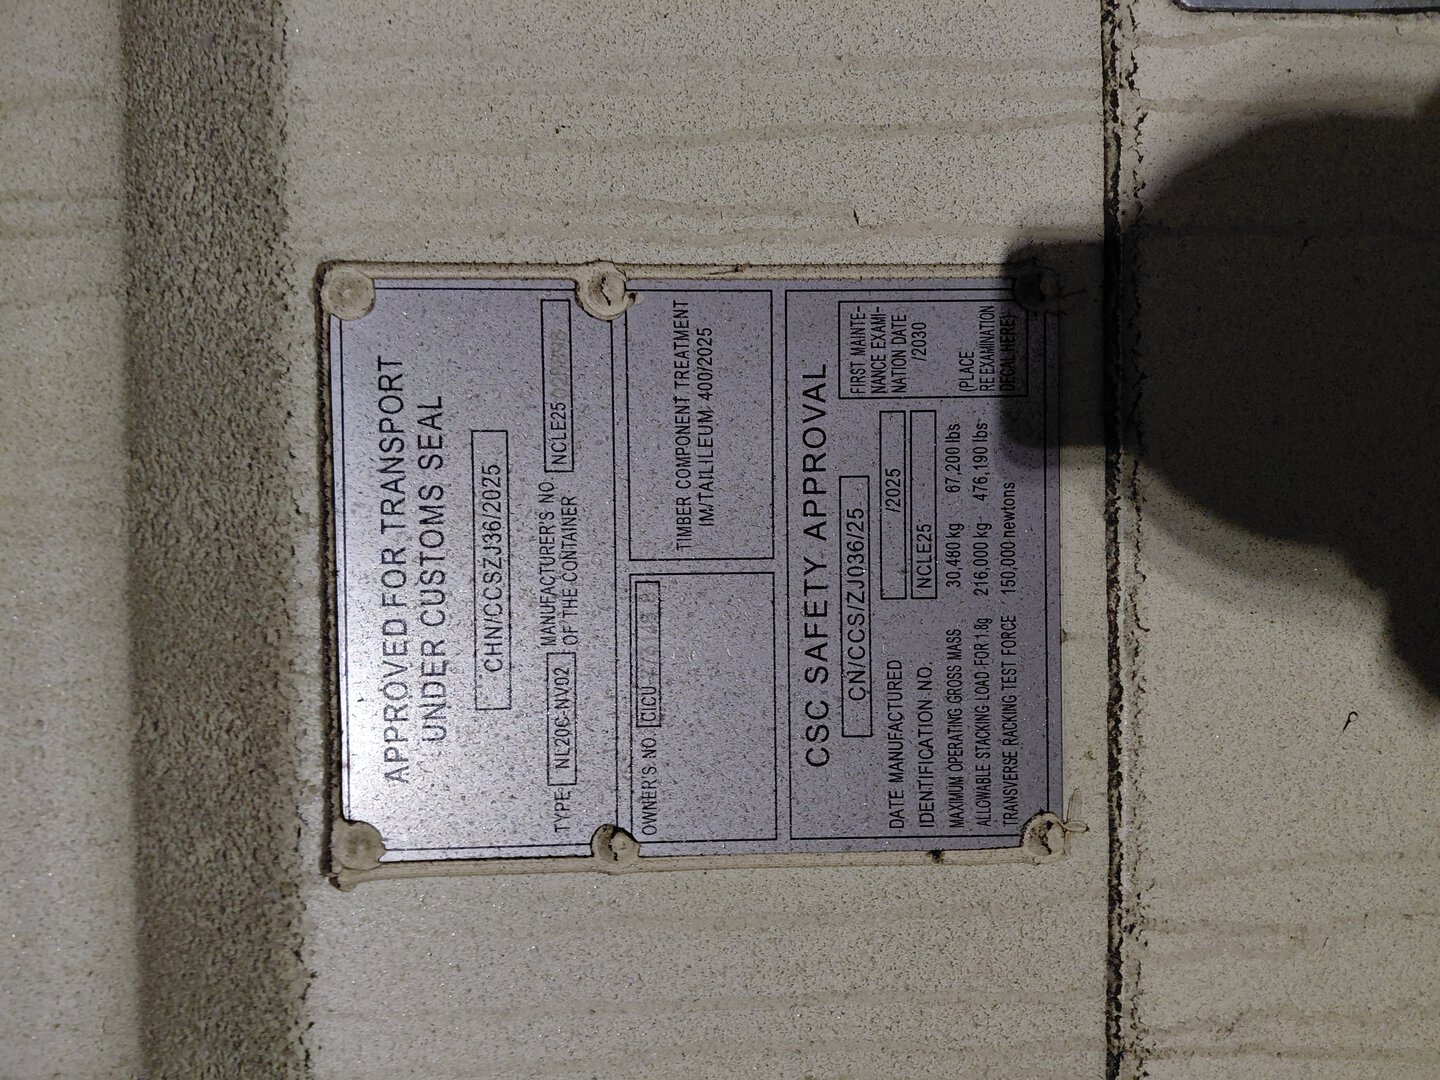 APPROVED FOR TRANSPORT
UNDER CUSTOMS SEAL
CHN/CCSZJ36/2025
TYPE NL20C-NV02 MANUFACTURER'S NO OF THE CONTAINER NCLE25
OWNER'S NO. CICU
TIMBER COMPONENT TREATMENT
IM/TAILILEUM 400/2025
CSC SAFETY APPROVAL
CN/CCS/ZJ036/25
DATE MANUFACTURED /2025
IDENTIFICATION NO. NCLE25
MAXIMUM OPERATING GROSS MASS 30,480 kg 67,200 lbs
ALLOWABLE STACKING LOAD FOR 1.8g 216,000 kg 476,190 lbs
TRANSVERSE RACKING TEST FORCE 150,000 newtons
FIRST MAINTE-
NANCE EXAMI-
NATION DATE
/2030
(PLACE
REEXAMINATION
DECAL HERE)